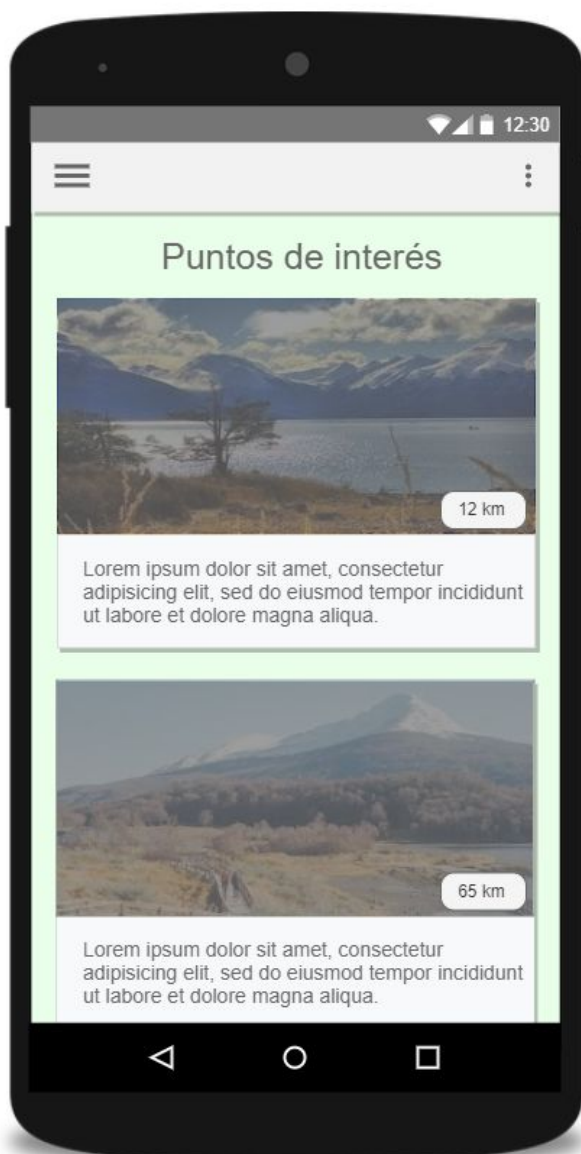 12:30
Puntos de interés
12 km
Lorem ipsum dolor sit amet, consectetur
adipisicing elit, sed do eiusmod tempor incididunt
ut labore et dolore magna aliqua.
65 km
Lorem ipsum dolor sit amet, consectetur
adipisicing elit, sed do eiusmod tempor incididunt
ut labore et dolore magna aliqua.